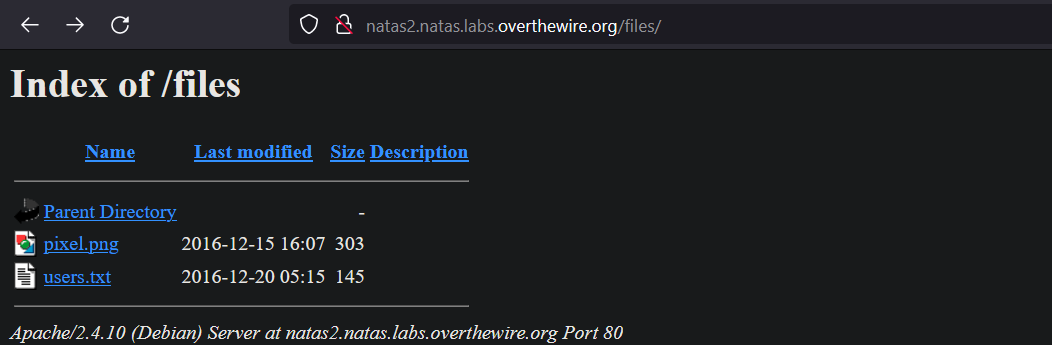 natas2.natas.labs.overthewire.org/files/
Index of /files
Name Last modified Size Description
Parent Directory -
pixel.png 2016-12-15 16:07 303
users.txt 2016-12-20 05:15 145
Apache/2.4.10 (Debian) Server at natas2.natas.labs.overthewire.org Port 80